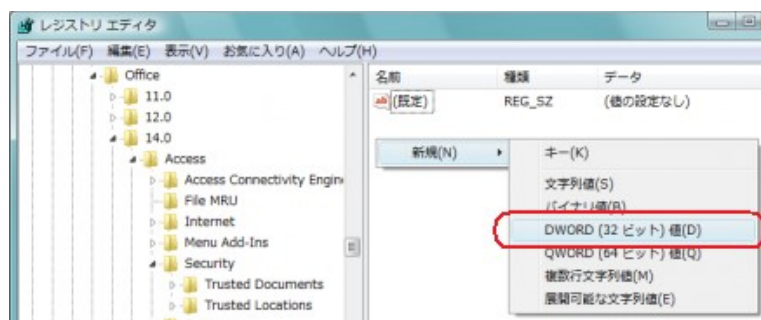 レジストリ エディタ
ファイル(F) 編集(E) 表示(V) お気に入り(A) ヘルプ(H)
Office
11.0
12.0
14.0
Access
Access Connectivity Engin
File MRU
Internet
Menu Add-Ins
Security
Trusted Documents
Trusted Locations
名前 種類 データ
ab (既定) REG_SZ (値の設定なし)
新規(N)
キー(K)
文字列値(S)
バイナリ値(B)
DWORD (32 ビット) 値(D)
QWORD (64 ビット) 値(Q)
複数行文字列値(M)
展開可能な文字列値(E)